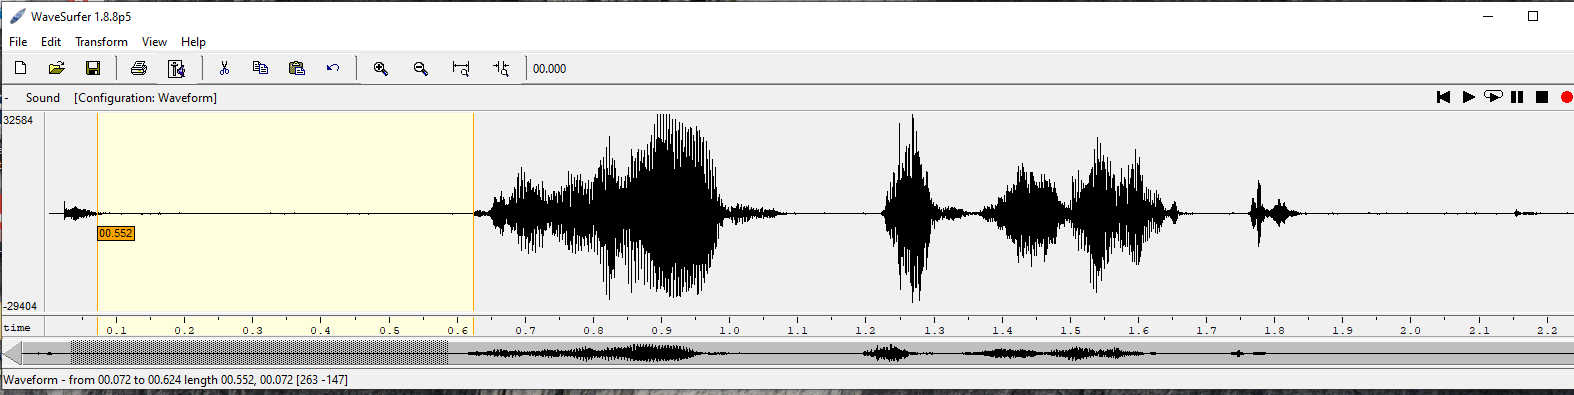 WaveSurfer 1.8.8p5
File Edit Transform View Help
00.000
- Sound [Configuration: Waveform]
32584
00.552
-29404
time 0.1 0.2 0.3 0.4 0.5 0.6 0.7 0.8 0.9 1.0 1.1 1.2 1.3 1.4 1.5 1.6 1.7 1.8 1.9 2.0 2.1 2.2
Waveform - from 00.072 to 00.624 length 00.552, 00.072 [263 -147]